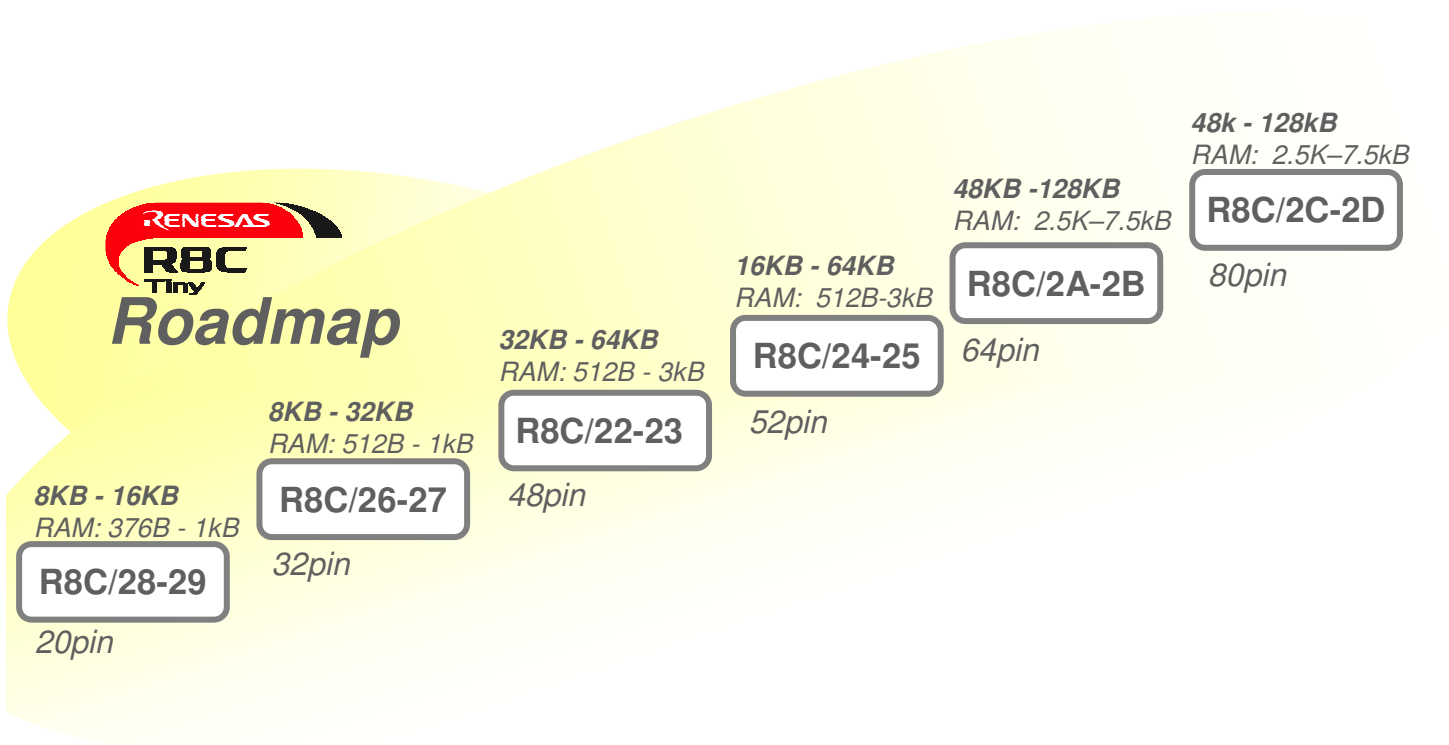 RENESAS
R8C
Tiny
Roadmap
8KB - 16KB
RAM: 376B - 1kB
R8C/28-29
20pin
8KB - 32KB
RAM: 512B - 1kB
R8C/26-27
32pin
32KB - 64KB
RAM: 512B - 3kB
R8C/22-23
48pin
16KB - 64KB
RAM:  512B-3kB
R8C/24-25
52pin
48KB -128KB
RAM:  2.5K–7.5kB
R8C/2A-2B
64pin
48k - 128kB
RAM:  2.5K–7.5kB
R8C/2C-2D
80pin